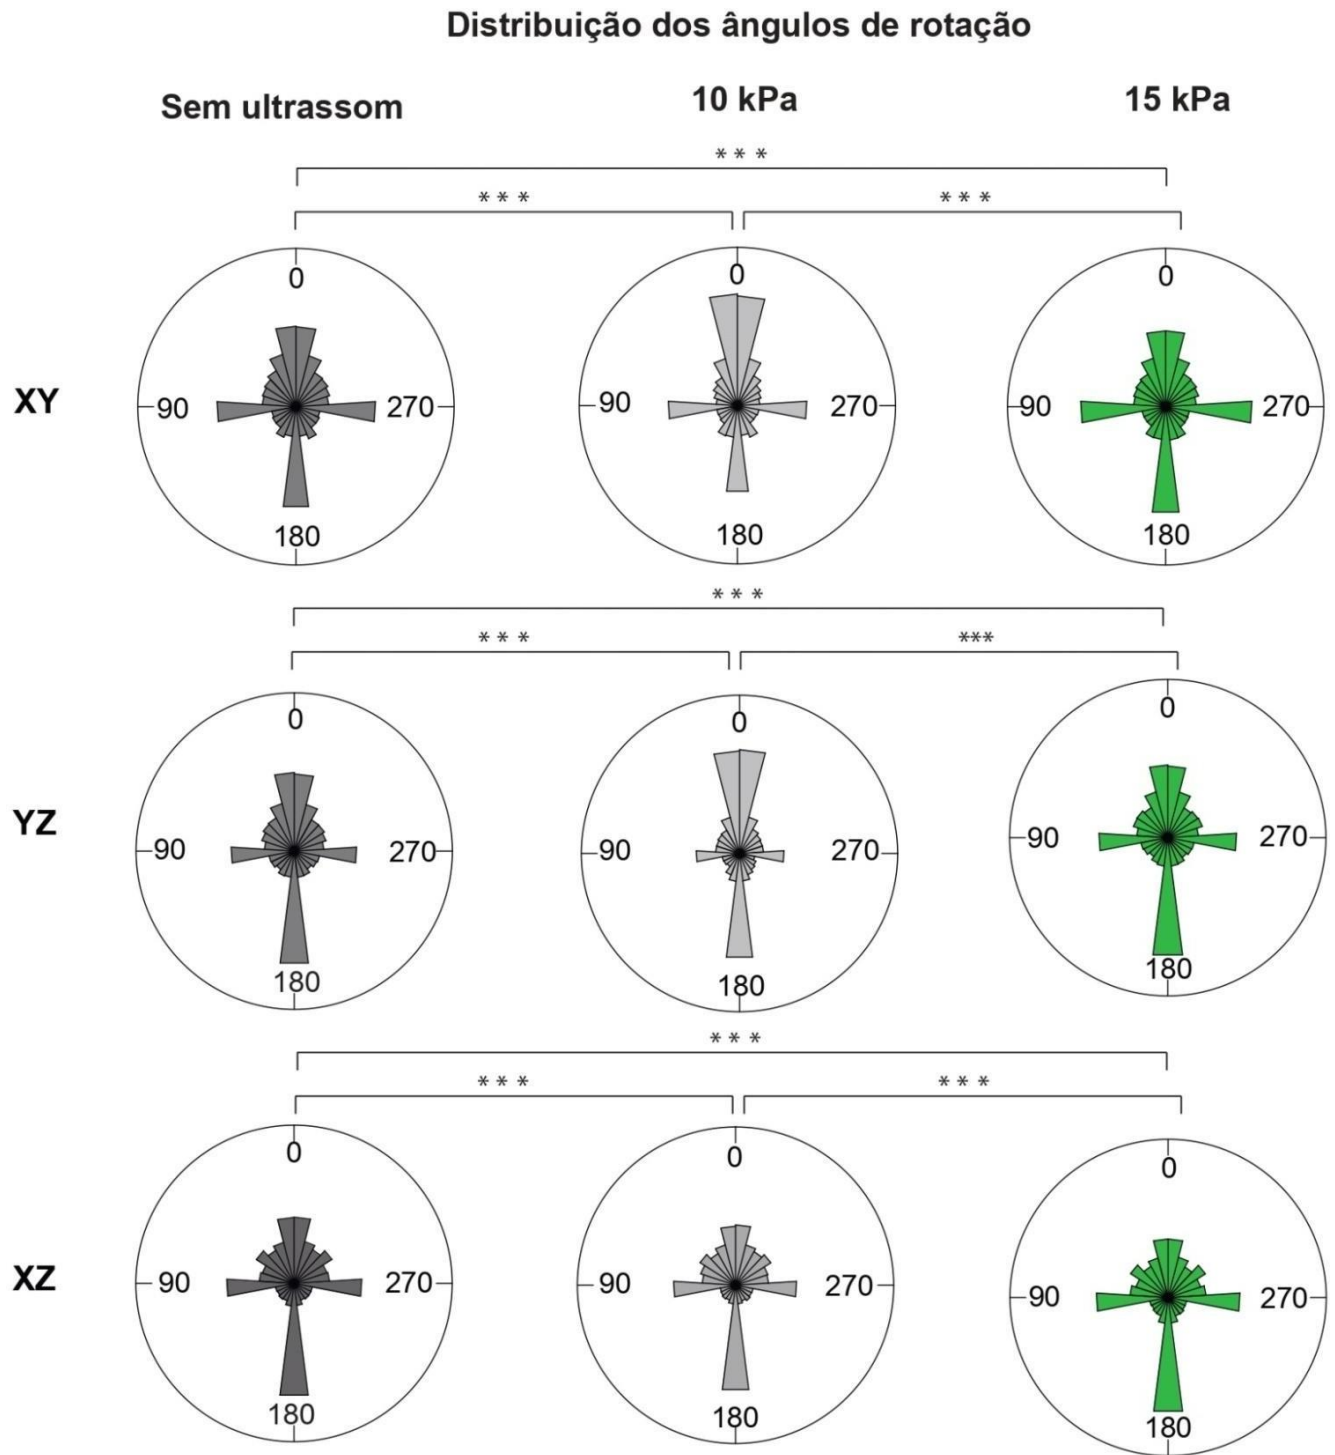 Distribuição dos ângulos de rotação
Sem ultrassom 10 kPa 15 kPa
* * *
* * * * * *
0 0 0
XY 90 270 90 270 90 270
180 180 180
* * *
* * * ***
0 0 0
YZ 90 270 90 270 90 270
180 180 180
* * *
* * * * * *
0 0 0
XZ 90 270 90 270 90 270
180 180 180